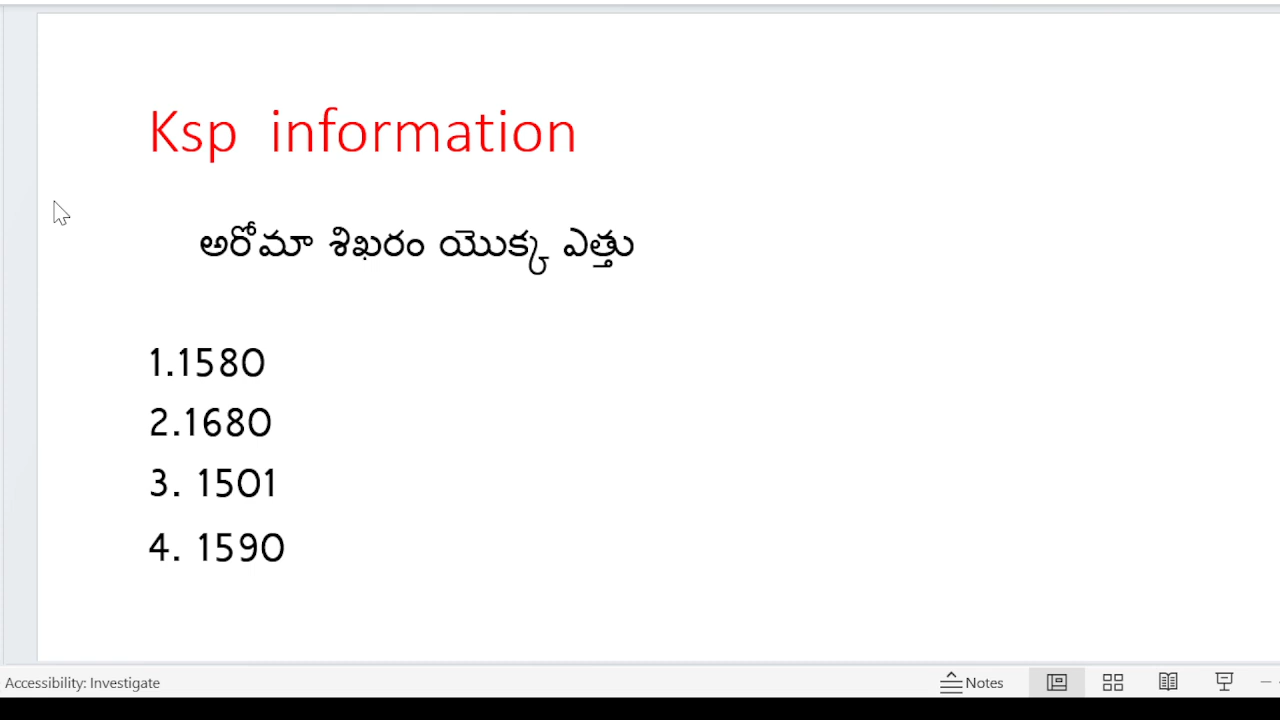 Ksp information
అరోమా శిఖరం యొక్క ఎత్తు
1.1580
2.1680
3. 1501
4. 1590
Accessibility: Investigate
Notes